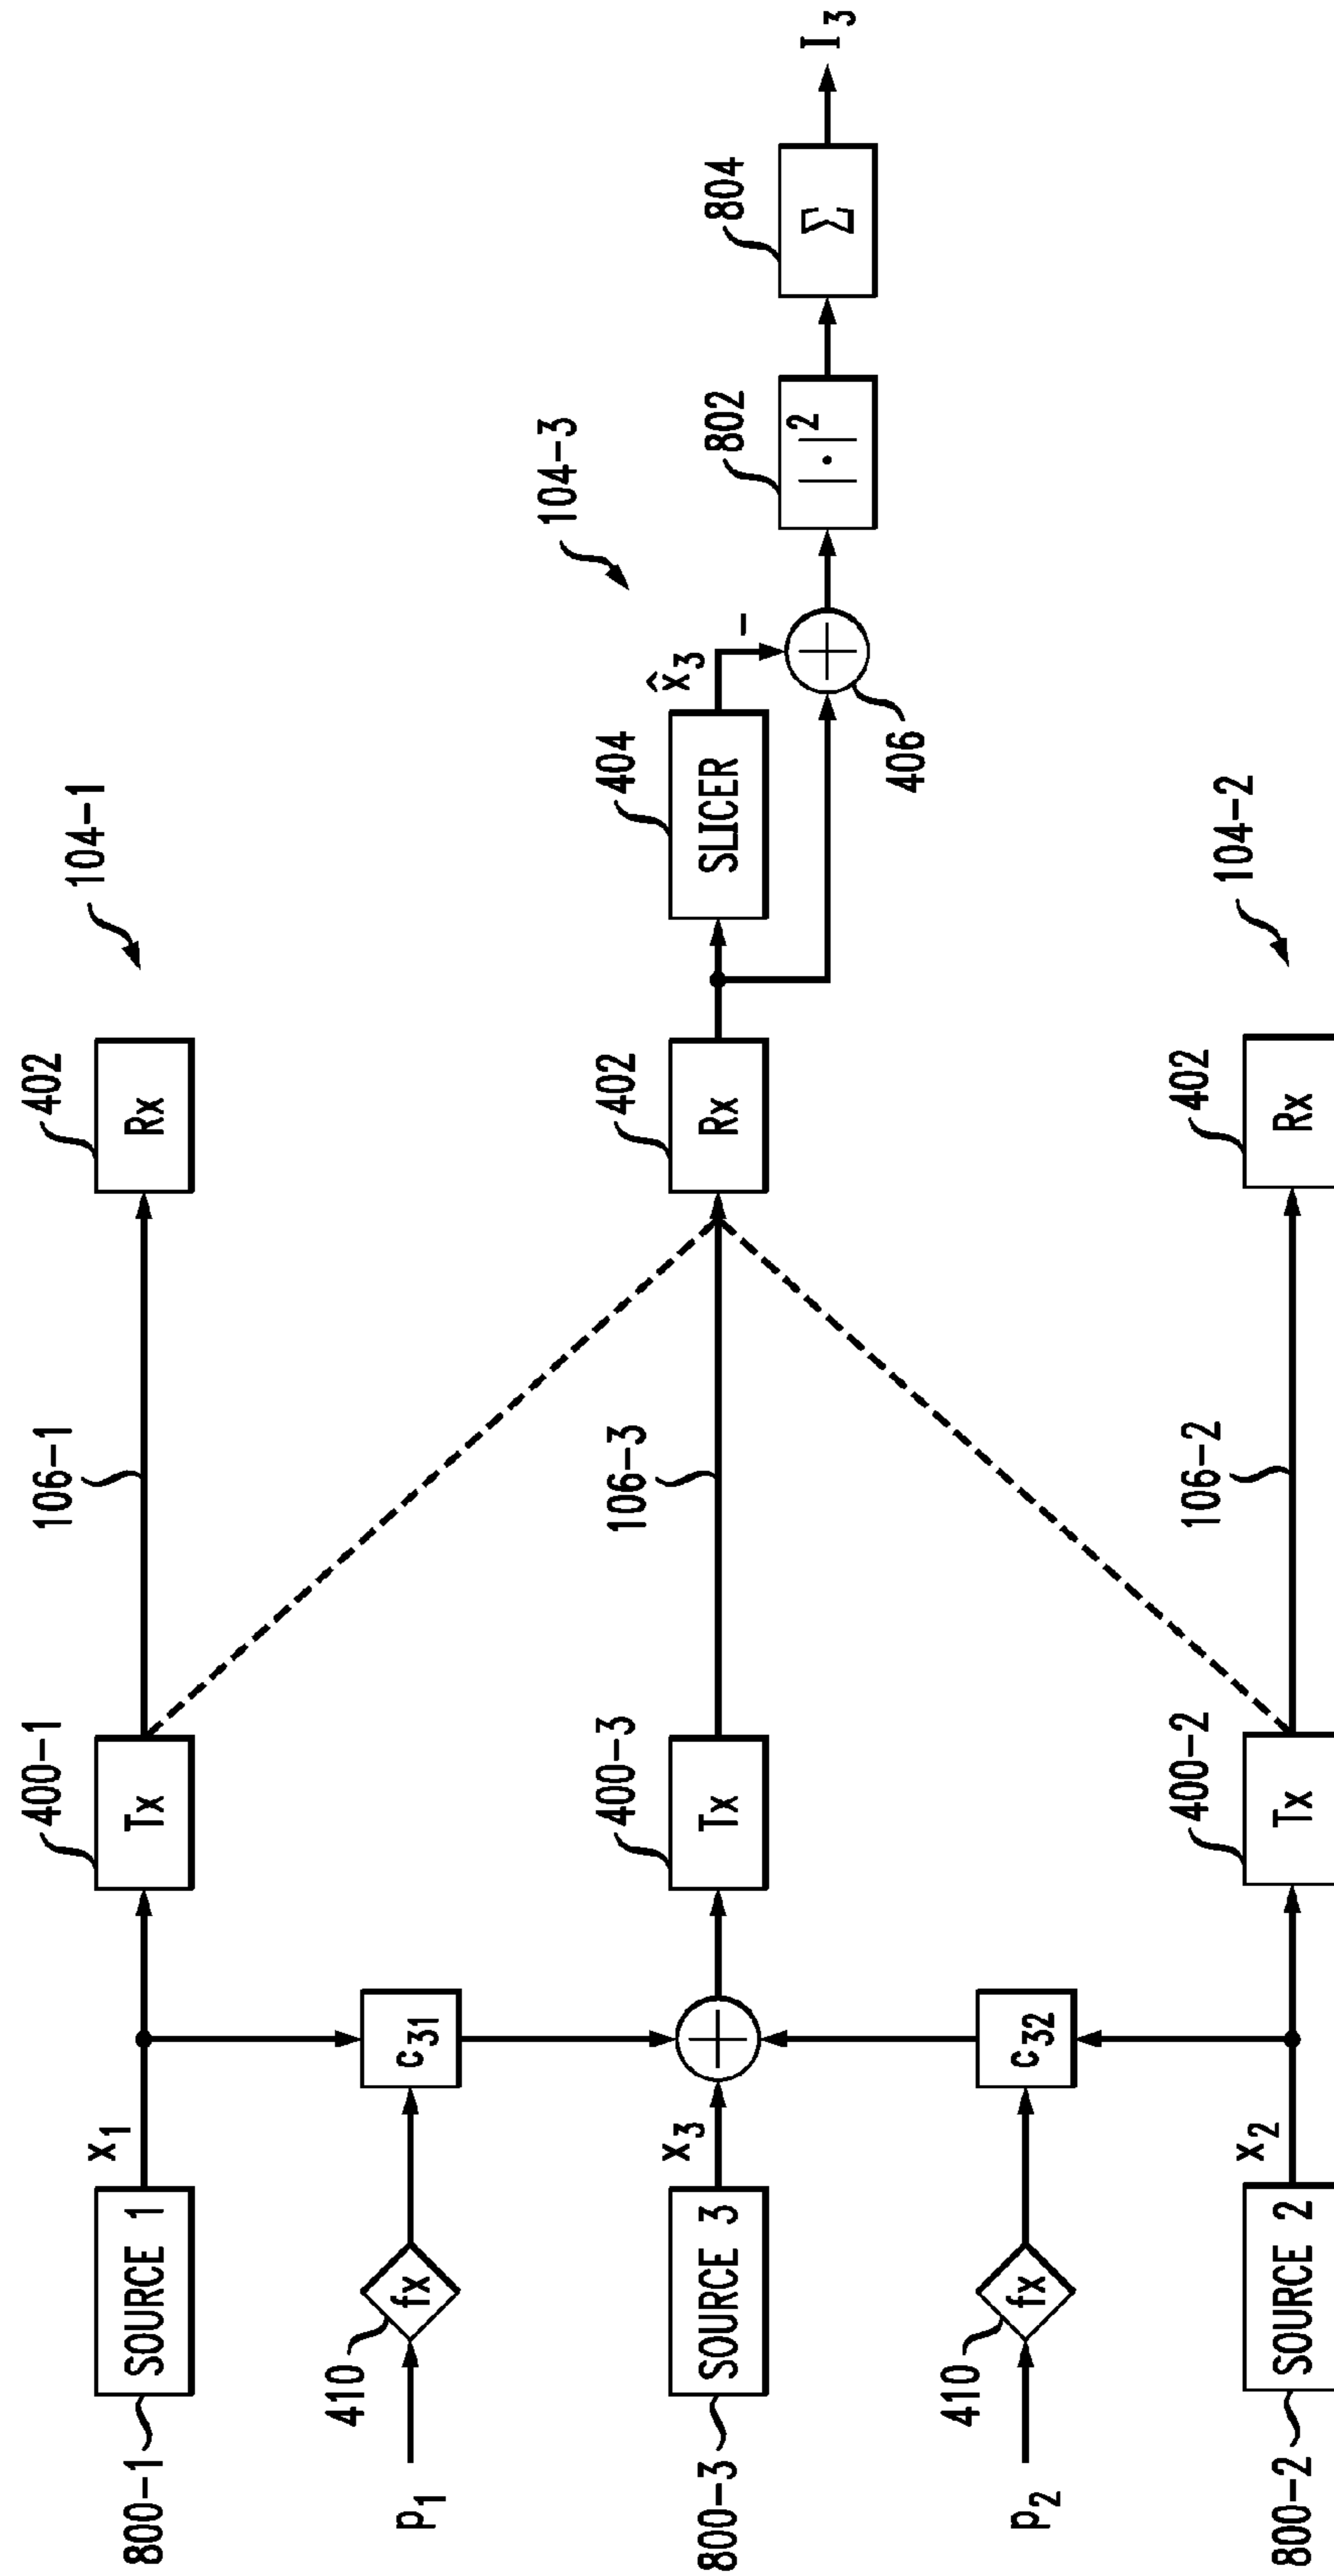 104-1
400-1
106-1
402
800-1
SOURCE 1
x1
Tx
Rx
p1
410
fx
c31
104-3
400-3
106-3
402
404
802
804
800-3
SOURCE 3
x3
Tx
Rx
SLICER
x̂3
-
406
|·|2
Σ
I3
p2
410
fx
c32
104-2
400-2
106-2
402
800-2
SOURCE 2
x2
Tx
Rx